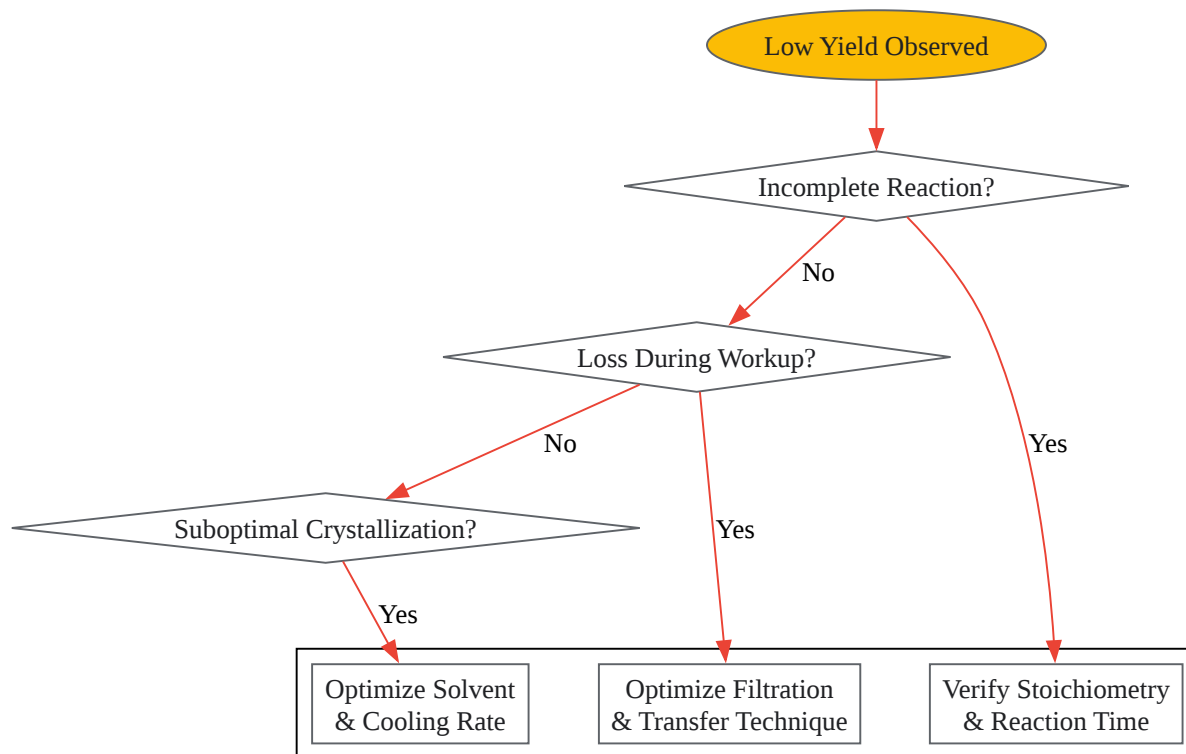 Low Yield Observed
Incomplete Reaction?
No
Loss During Workup?
No
Yes
Suboptimal Crystallization?
Yes
Yes
Optimize Solvent
& Cooling Rate
Optimize Filtration
& Transfer Technique
Verify Stoichiometry
& Reaction Time